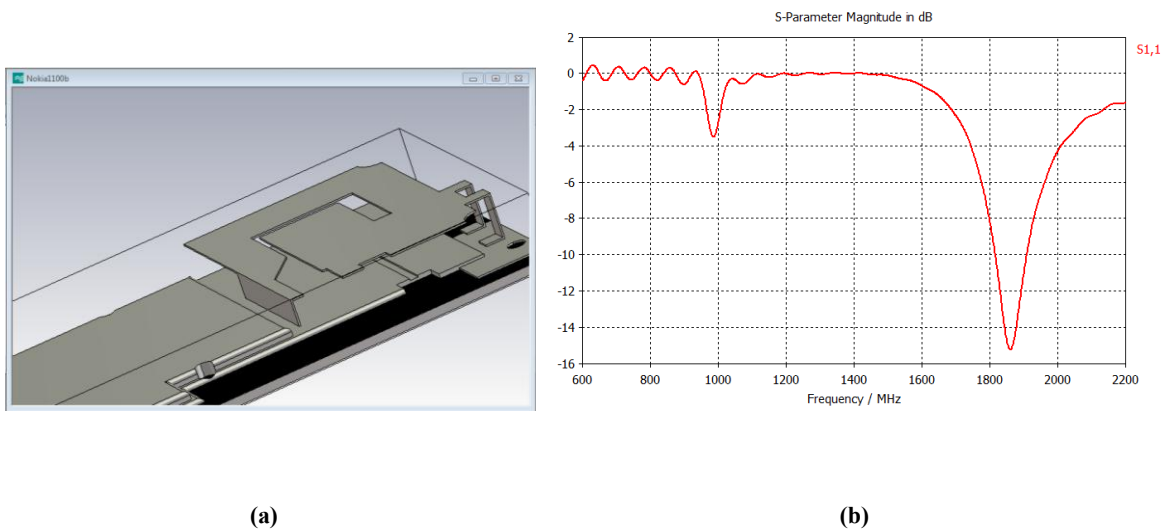 Nokia1100b
S-Parameter Magnitude in dB
S1,1
2
0
-2
-4
-6
-8
-10
-12
-14
-16
600 800 1000 1200 1400 1600 1800 2000 2200
Frequency / MHz
(a) (b)